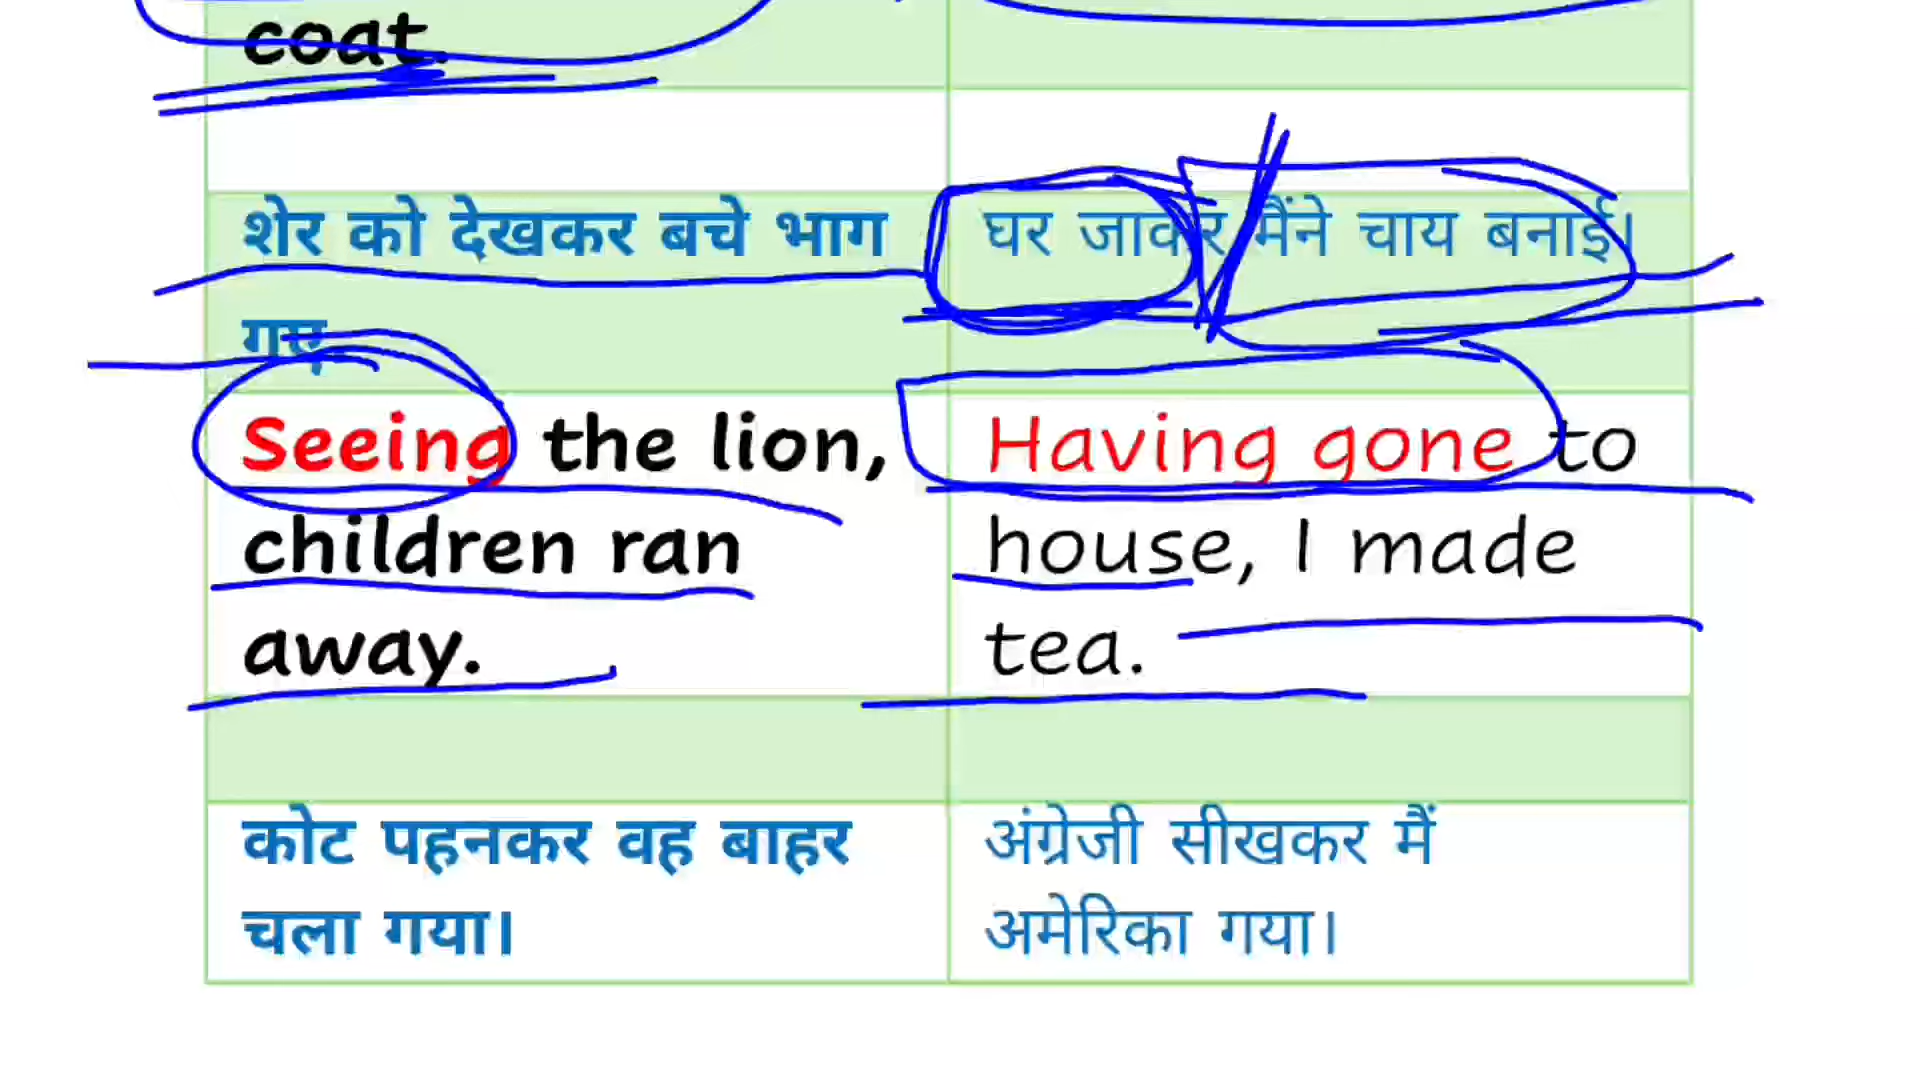 coat.
शेर को देखकर बचे भाग
गए
घर जाकर मैंने चाय बनाई।
Seeing the lion,
children ran
away.
Having gone to
house, I made
tea.
कोट पहनकर वह बाहर
चला गया।
अंग्रेजी सीखकर मैं
अमेरिका गया।